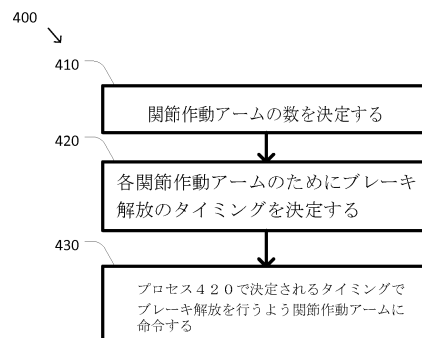 400
410
関節作動アームの数を決定する
420
各関節作動アームのためにブレーキ
解放のタイミングを決定する
430
プロセス４２０で決定されるタイミングで
ブレーキ解放を行うよう関節作動アームに
命令する